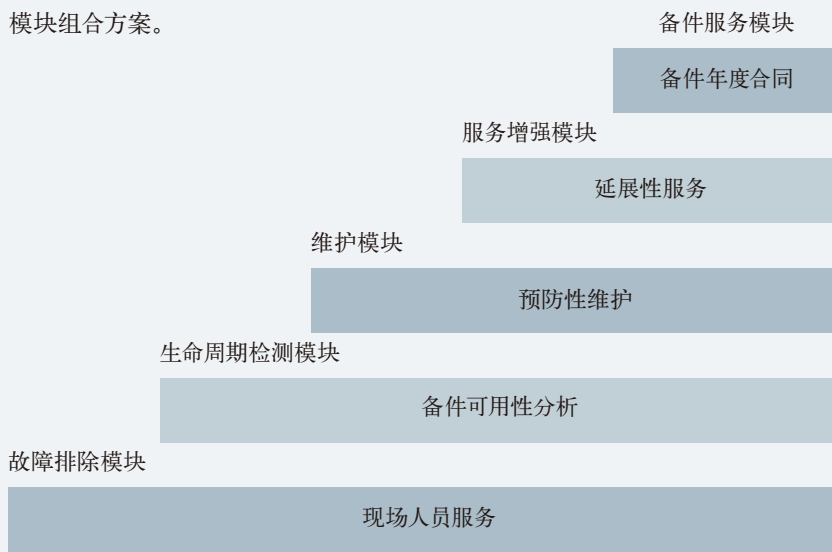 模块组合方案。
备件服务模块
备件年度合同
服务增强模块
延展性服务
维护模块
预防性维护
生命周期检测模块
备件可用性分析
故障排除模块
现场人员服务